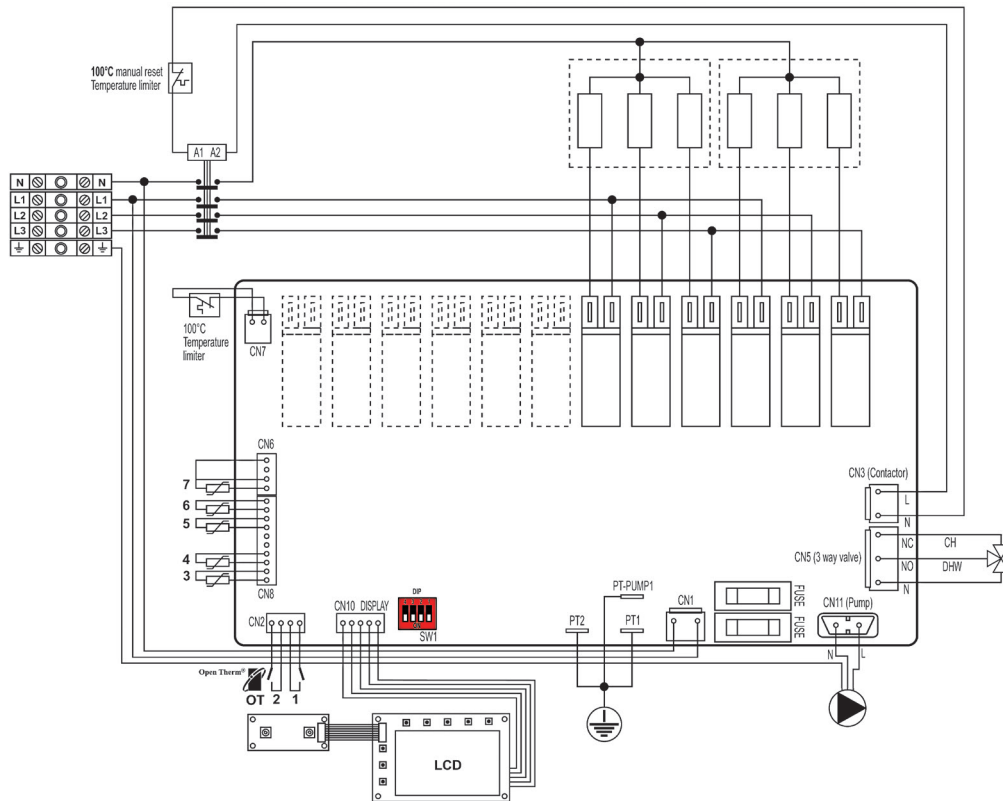 100°C manual reset
Temperature limiter
A1 A2
N N
L1 L1
L2 L2
L3 L3
100°C
Temperature
limiter
CN7
CN6
7
6
5
4
3
CN8
CN3 (Contactor)
L
N
NC CH
CN5 (3 way valve)
NO DHW
N
DIP
ON
SW1
PT-PUMP1
PT2
PT1
CN1
FUSE
FUSE
CN11 (Pump)
N L
CN2
CN10 DISPLAY
Open Therm®
OT 2 1
LCD